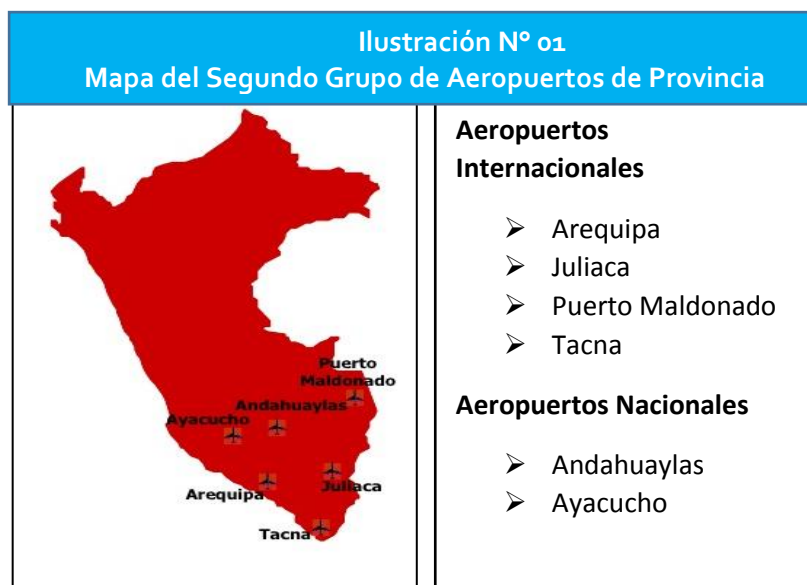 Ilustración N° 01
Mapa del Segundo Grupo de Aeropuertos de Provincia
Puerto
Maldonado
Andahuaylas
Ayacucho
Arequipa
Juliaca
Tacna
Aeropuertos
Internacionales
➤ Arequipa
➤ Juliaca
➤ Puerto Maldonado
➤ Tacna
Aeropuertos Nacionales
➤ Andahuaylas
➤ Ayacucho